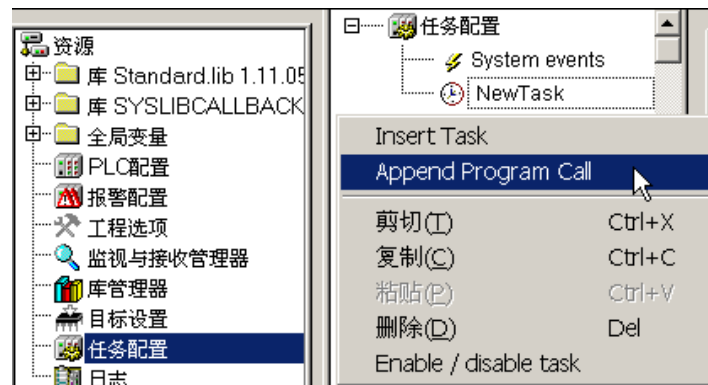 资源
库 Standard.lib 1.11.05
库 SYSLIBCALLBACK
全局变量
PLC配置
报警配置
工程选项
监视与接收管理器
库管理器
目标设置
任务配置
日志
任务配置
System events
NewTask
Insert Task
Append Program Call
剪切(T) Ctrl+X
复制(C) Ctrl+C
粘贴(P) Ctrl+V
删除(D) Del
Enable / disable task